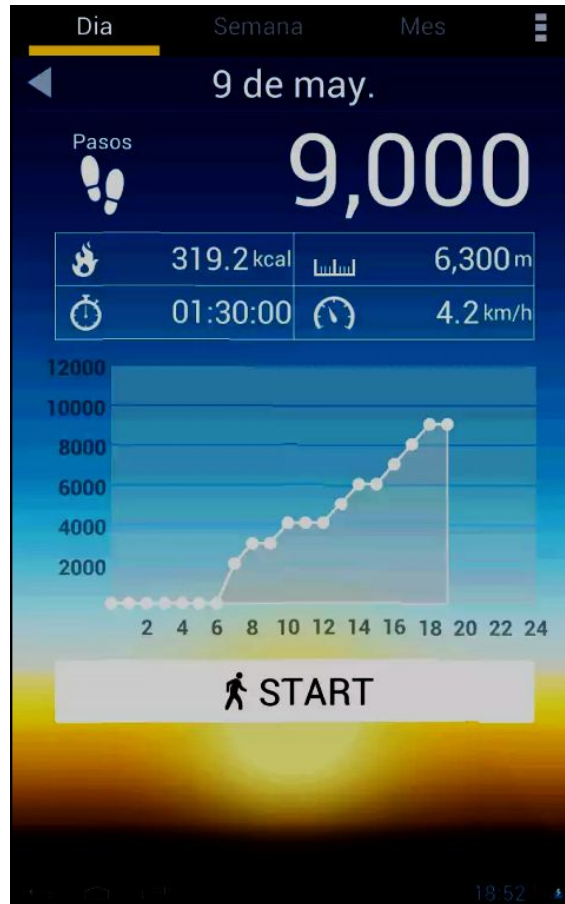 Dia Semana Mes
9 de may.
Pasos
9,000
319.2 kcal 6,300 m
01:30:00 4.2 km/h
12000
10000
8000
6000
4000
2000
2 4 6 8 10 12 14 16 18 20 22 24
START
18:52